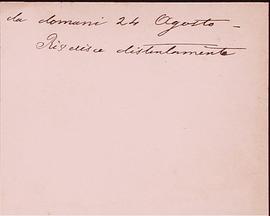 da domani 24 Agosto –
Riverisce distintamente